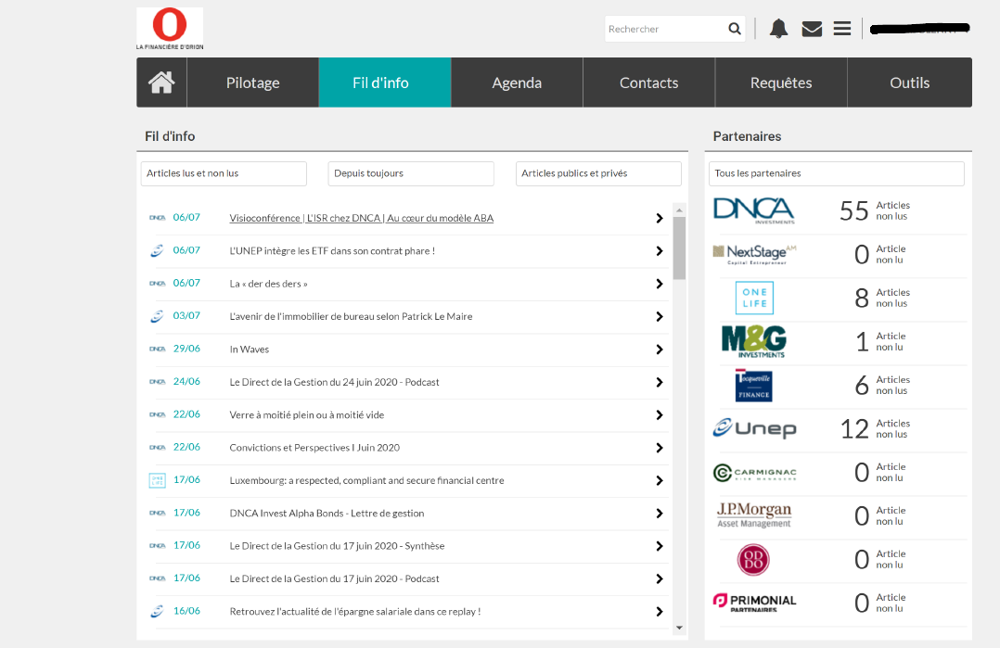 LA FINANCIÈRE D'ORION
Rechercher
Pilotage
Fil d'info
Agenda
Contacts
Requêtes
Outils
Fil d'info
Articles lus et non lus
Depuis toujours
Articles publics et privés
DNCA 06/07 Visioconférence | L'ISR chez DNCA | Au cœur du modèle ABA
06/07 L'UNEP intègre les ETF dans son contrat phare !
DNCA 06/07 La « der des ders »
03/07 L'avenir de l'immobilier de bureau selon Patrick Le Maire
DNCA 29/06 In Waves
DNCA 24/06 Le Direct de la Gestion du 24 juin 2020 - Podcast
DNCA 22/06 Verre à moitié plein ou à moitié vide
DNCA 22/06 Convictions et Perspectives I Juin 2020
ONE LIFE 17/06 Luxembourg: a respected, compliant and secure financial centre
DNCA 17/06 DNCA Invest Alpha Bonds - Lettre de gestion
DNCA 17/06 Le Direct de la Gestion du 17 juin 2020 - Synthèse
DNCA 17/06 Le Direct de la Gestion du 17 juin 2020 - Podcast
16/06 Retrouvez l'actualité de l'épargne salariale dans ce replay !
Partenaires
Tous les partenaires
DNCA INVESTMENTS 55 Articles non lus
NextStage AM Capital Entrepreneur 0 Article non lu
ONE LIFE 8 Articles non lus
M&G INVESTMENTS 1 Article non lu
Tocqueville FINANCE 6 Articles non lus
Unep 12 Articles non lus
CARMIGNAC RISK MANAGERS 0 Article non lu
J.P.Morgan Asset Management 0 Article non lu
ODDO 0 Article non lu
PRIMONIAL PARTENAIRES 0 Article non lu